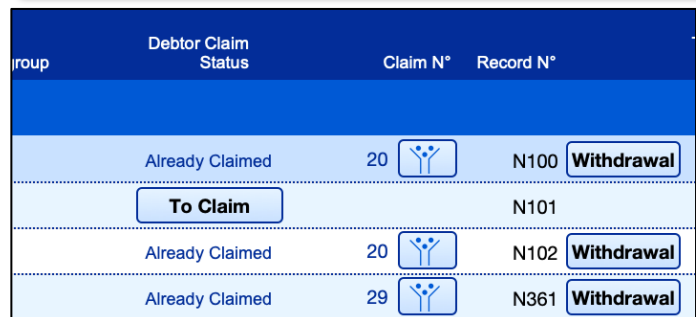 group Debtor Claim Status Claim N° Record N°
Already Claimed 20 N100 Withdrawal
To Claim N101
Already Claimed 20 N102 Withdrawal
Already Claimed 29 N361 Withdrawal